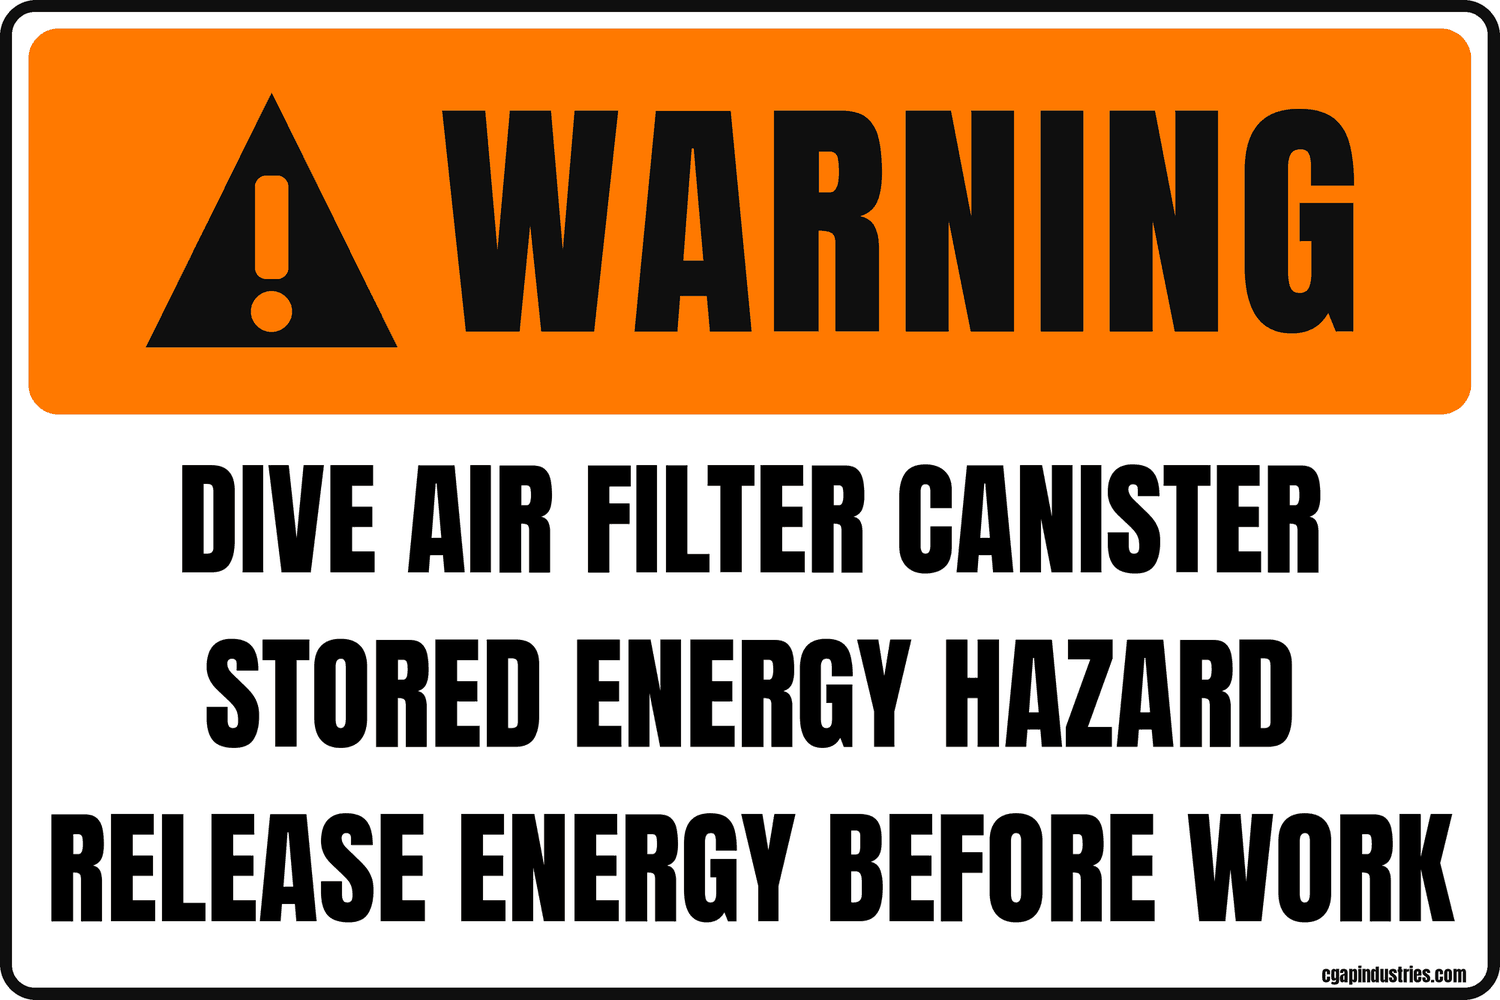 WARNING
DIVE AIR FILTER CANISTER
STORED ENERGY HAZARD
RELEASE ENERGY BEFORE WORK
cgapindustries.com